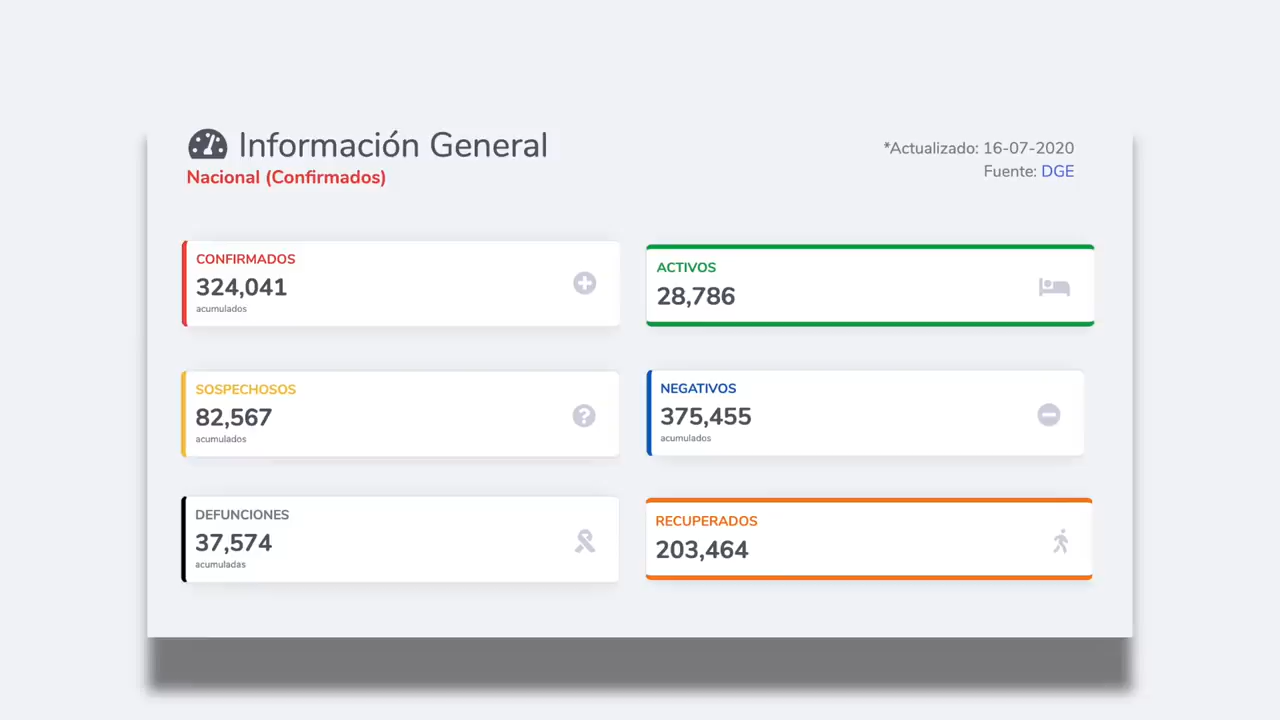 Información General
Nacional (Confirmados)
*Actualizado: 16-07-2020
Fuente: DGE
CONFIRMADOS
324,041
acumulados
ACTIVOS
28,786
SOSPECHOSOS
82,567
acumulados
NEGATIVOS
375,455
acumulados
DEFUNCIONES
37,574
acumuladas
RECUPERADOS
203,464